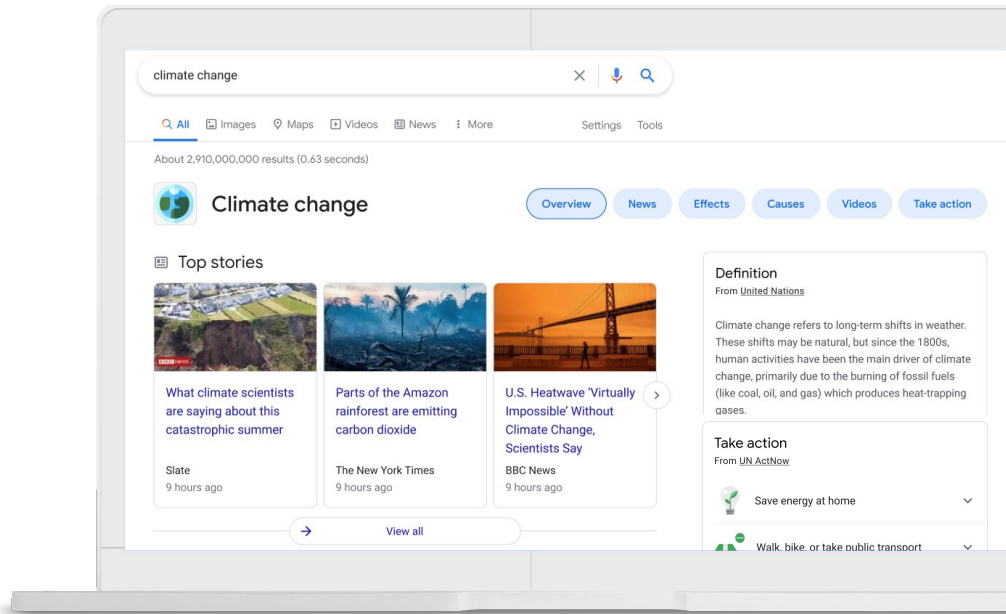 climate change
All Images Maps Videos News More Settings Tools
About 2,910,000,000 results (0.63 seconds)
Climate change
Overview News Effects Causes Videos Take action
Top stories
BBC NEWS
What climate scientists
are saying about this
catastrophic summer
Slate
9 hours ago
Parts of the Amazon
rainforest are emitting
carbon dioxide
The New York Times
9 hours ago
U.S. Heatwave ‘Virtually
Impossible’ Without
Climate Change,
Scientists Say
BBC News
9 hours ago
View all
Definition
From United Nations
Climate change refers to long-term shifts in weather.
These shifts may be natural, but since the 1800s,
human activities have been the main driver of climate
change, primarily due to the burning of fossil fuels
(like coal, oil, and gas) which produces heat-trapping
gases.
Take action
From UN ActNow
Save energy at home
Walk, bike, or take public transport